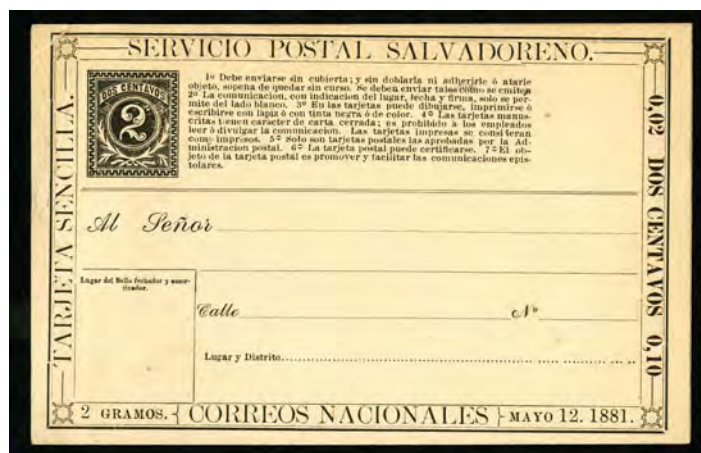 SERVICIO POSTAL SALVADOREÑO.
DOS CENTAVOS
2
1º Debe enviarse sin cubierta; y sin doblarla ni adherirle ó atarle
objeto, sopena de quedar sin curso. Se deben enviar tales cómo se emiten
2º La comunicacion, con indicacion del lugar, fecha y firma, solo se per-
mite del lado blanco. 3º En las tarjetas puede dibujarse, imprimirse ó
escribirse con lápiz ó con tinta negra ó de color. 4º Las tarjetas manus-
critas tienen caracter de carta cerrada; es prohibido á los empleados
leer ó divulgar la comunicacion. Las tarjetas impresas se consideran
como impresos. 5º Solo son tarjetas postales las aprobadas por la Ad-
ministracion postal. 6º La tarjeta postal puede certificarse. 7º El ob-
jeto de la tarjeta postal es promover y facilitar las comunicaciones epis-
tolares.
TARJETA SENCILLA.
0,02 DOS CENTAVOS 0,10
Al Señor
Lugar del Sello fechador y amor-
tizador.
Calle Nº
Lugar y Distrito
2 GRAMOS. CORREOS NACIONALES MAYO 12. 1881.